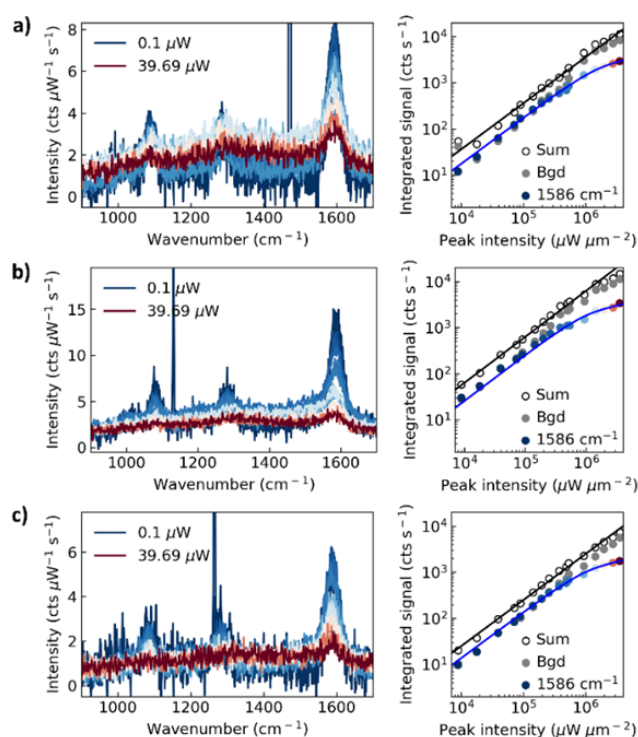 a)
8
6
4
2
0
Intensity (cts μW⁻¹ s⁻¹)
0.1 μW
39.69 μW
1000 1200 1400 1600
Wavenumber (cm⁻¹)
10⁴
10³
10²
10¹
Integrated signal (cts s⁻¹)
Sum
Bgd
1586 cm⁻¹
10⁴ 10⁵ 10⁶
Peak intensity (μW μm⁻²)
b)
15
10
5
0
Intensity (cts μW⁻¹ s⁻¹)
0.1 μW
39.69 μW
1000 1200 1400 1600
Wavenumber (cm⁻¹)
10⁴
10³
10²
10¹
Integrated signal (cts s⁻¹)
Sum
Bgd
1586 cm⁻¹
10⁴ 10⁵ 10⁶
Peak intensity (μW μm⁻²)
c)
6
4
2
0
Intensity (cts μW⁻¹ s⁻¹)
0.1 μW
39.69 μW
1000 1200 1400 1600
Wavenumber (cm⁻¹)
10⁴
10³
10²
10¹
Integrated signal (cts s⁻¹)
Sum
Bgd
1586 cm⁻¹
10⁴ 10⁵ 10⁶
Peak intensity (μW μm⁻²)